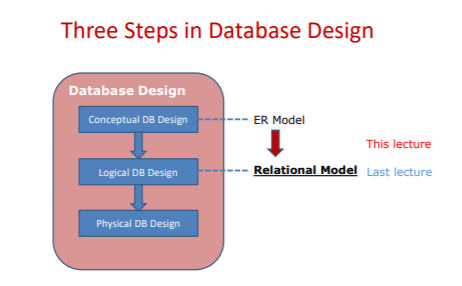 Three Steps in Database Design
Database Design
Conceptual DB Design
ER Model
This lecture
Logical DB Design
Relational Model
Last lecture
Physical DB Design